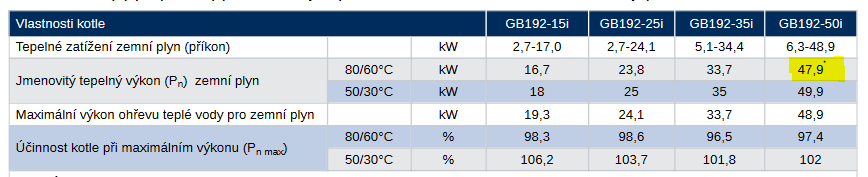 Vlastnosti kotle GB192-15i GB192-25i GB192-35i GB192-50i
Tepelné zatížení zemní plyn (příkon) kW 2,7-17,0 2,7-24,1 5,1-34,4 6,3-48,9
Jmenovitý tepelný výkon (Pn) zemní plyn 80/60°C kW 16,7 23,8 33,7 47,9*
50/30°C kW 18 25 35 49,9
Maximální výkon ohřevu teplé vody pro zemní plyn kW 19,3 24,1 33,7 48,9
Účinnost kotle při maximálním výkonu (Pn max) 80/60°C % 98,3 98,6 96,5 97,4
50/30°C % 106,2 103,7 101,8 102